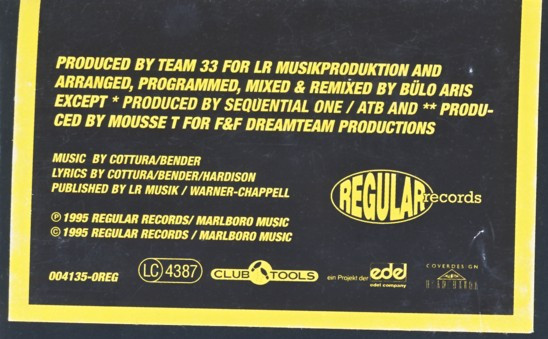 PRODUCED BY TEAM 33 FOR LR MUSIKPRODUKTION AND
ARRANGED, PROGRAMMED, MIXED & REMIXED BY BÜLO ARIS
EXCEPT * PRODUCED BY SEQUENTIAL ONE / ATB AND ** PRODU-
CED BY MOUSSE T FOR F&F DREAMTEAM PRODUCTIONS
MUSIC BY COTTURA/BENDER
LYRICS BY COTTURA/BENDER/HARDISON
PUBLISHED BY LR MUSIK / WARNER-CHAPPELL
REGULAR records
℗ 1995 REGULAR RECORDS/ MARLBORO MUSIC
© 1995 REGULAR RECORDS / MARLBORO MUSIC
004135-0REG
LC 4387
CLUB TOOLS
ein Projekt der
edel
edel company
COVERDESIGN